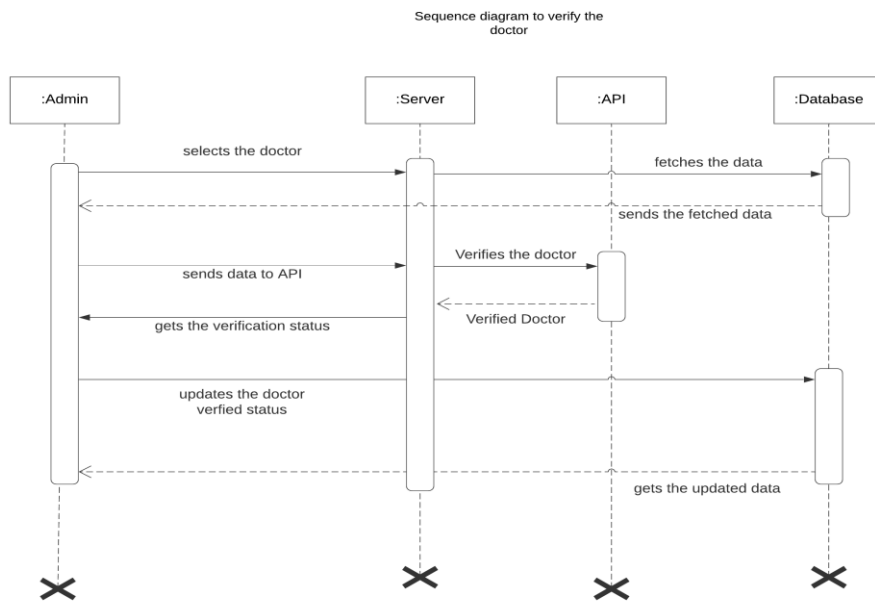 Sequence diagram to verify the
doctor
:Admin
:Server
:API
:Database
selects the doctor
fetches the data
sends the fetched data
Verifies the doctor
sends data to API
Verified Doctor
gets the verification status
updates the doctor
verfied status
gets the updated data